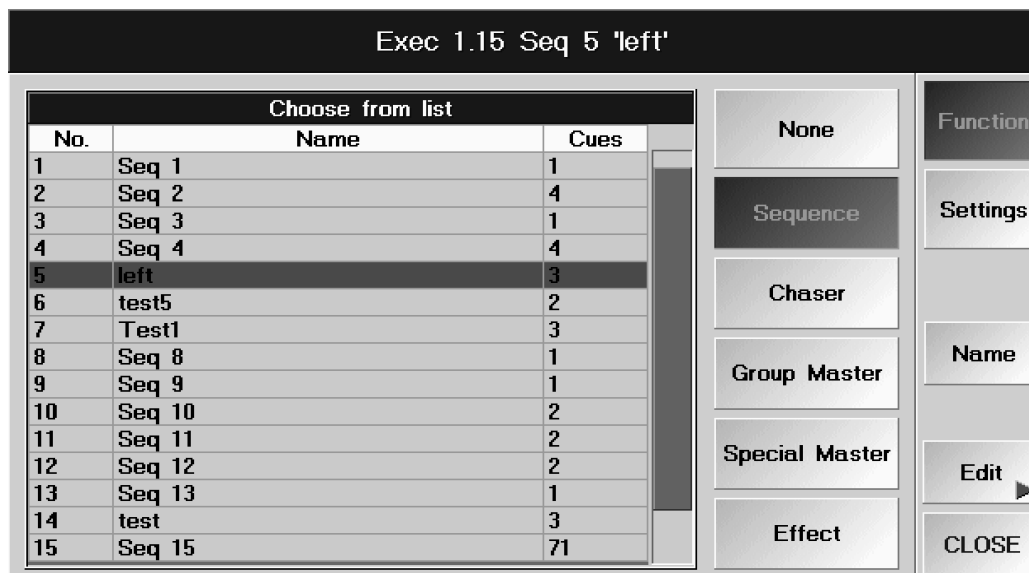 Exec 1.15 Seq 5 'left'
Choose from list
No. Name Cues
1 Seq 1 1
2 Seq 2 4
3 Seq 3 1
4 Seq 4 4
5 left 3
6 test5 2
7 Test1 3
8 Seq 8 1
9 Seq 9 1
10 Seq 10 2
11 Seq 11 2
12 Seq 12 2
13 Seq 13 1
14 test 3
15 Seq 15 71
None
Sequence
Chaser
Group Master
Special Master
Effect
Function
Settings
Name
Edit
CLOSE